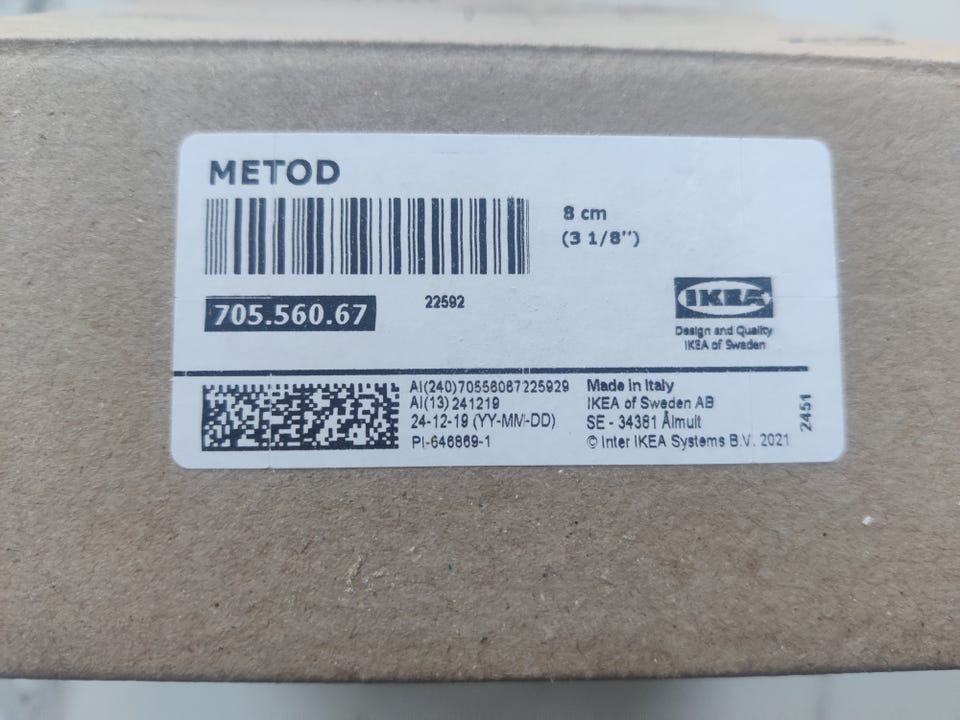 METOD
8 cm
(3 1/8")
705.560.67
22592
IKEA
Design and Quality
IKEA of Sweden
AI(240)70556067225929
AI(13)241219
24-12-19 (YY-MM-DD)
PI-646869-1
Made in Italy
IKEA of Sweden AB
SE - 34381 Älmult
© Inter IKEA Systems B.V. 2021
2451